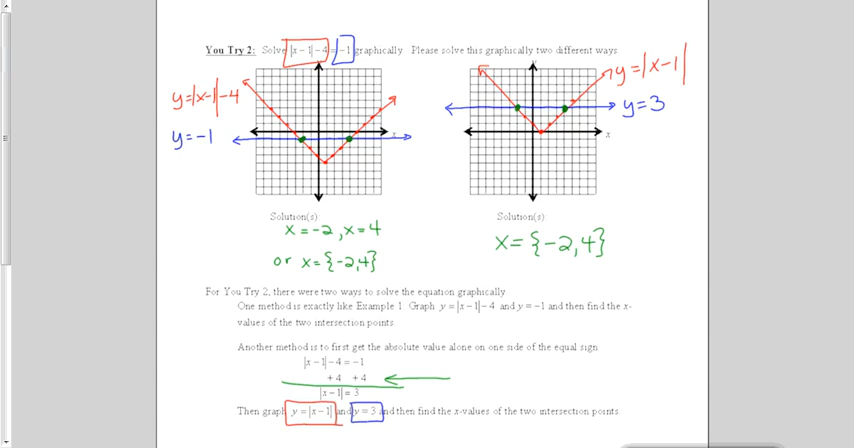 You Try 2: Solve |x − 1| − 4 = −1 graphically. Please solve this graphically two different ways
y=|x-1|-4
y=-1
x
y=|x-1|
y=3
x
Solution(s):
x=-2, x=4
or x={-2,4}
Solution(s):
x={-2,4}
For You Try 2, there were two ways to solve the equation graphically
One method is exactly like Example 1: Graph y = |x − 1| − 4 and y = −1 and then find the x-
values of the two intersection points
Another method is to first get the absolute value alone on one side of the equal sign
|x − 1| − 4 = −1
+ 4 + 4
|x − 1| = 3
Then graph y = |x − 1| and y = 3 and then find the x-values of the two intersection points